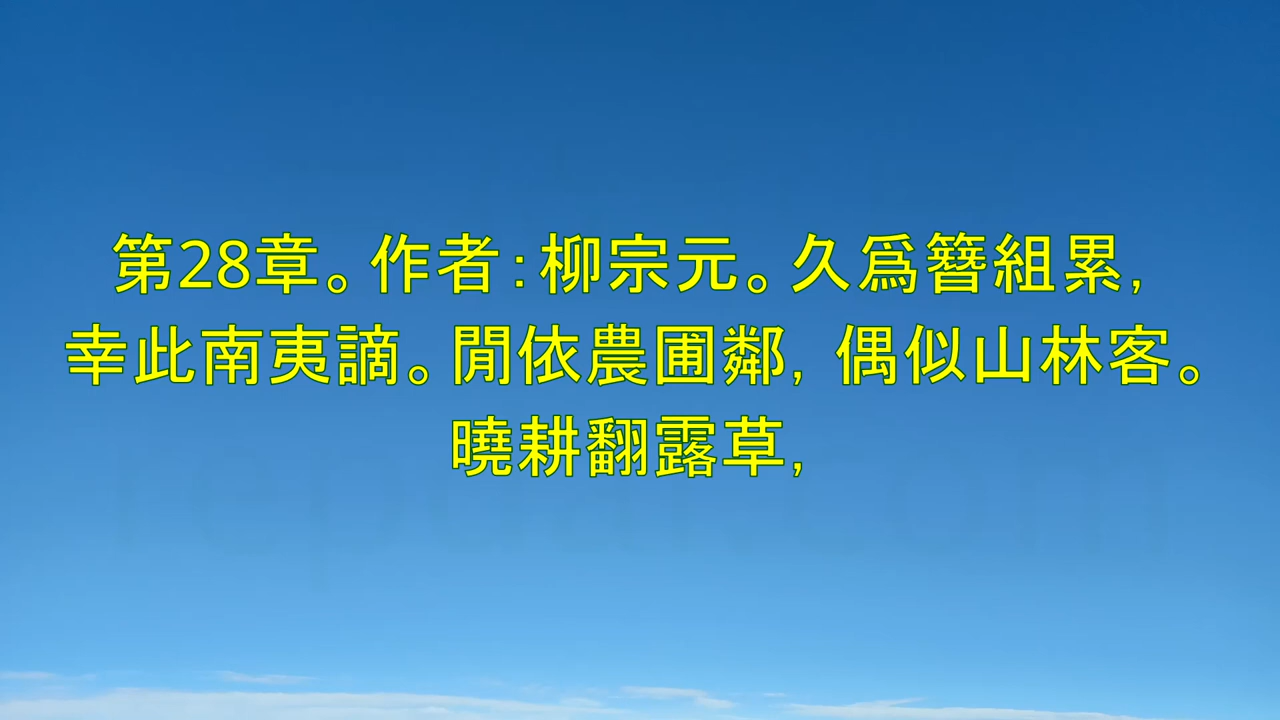 第28章。作者：柳宗元。久爲簪組累，
幸此南夷謫。閒依農圃鄰，偶似山林客。
曉耕翻露草，